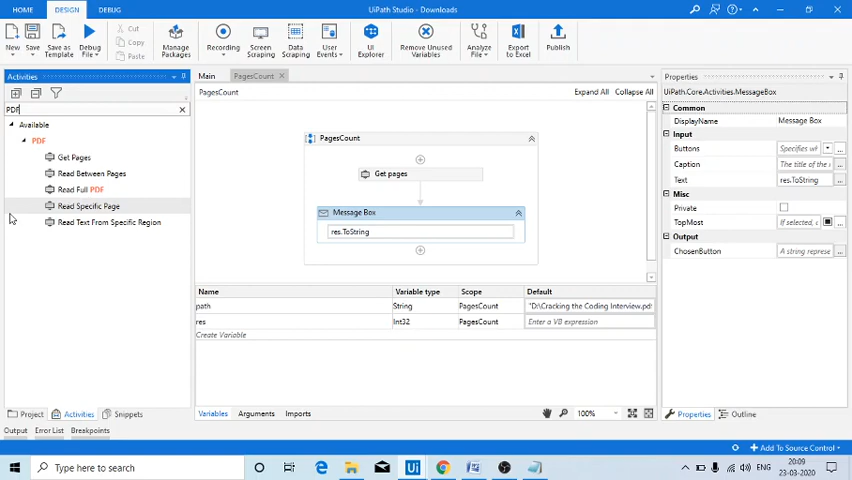 UiPath Studio - Downloads
HOME DESIGN DEBUG
New Save Save as Template Debug File
Cut
Copy
Paste
Manage Packages
Recording
Screen Scraping
Data Scraping
User Events
UI Explorer
Remove Unused Variables
Analyze File
Export to Excel
Publish
Activities
PDF
Available
PDF
Get Pages
Read Between Pages
Read Full PDF
Read Specific Page
Read Text From Specific Region
Project Activities Snippets
Main PagesCount
PagesCount Expand All Collapse All
PagesCount
Get pages
Message Box
res.ToString
Name Variable type Scope Default
path String PagesCount "D:\Cracking the Coding Interview.pd
res Int32 PagesCount Enter a VB expression
Create Variable
Variables Arguments Imports 100%
Properties
UiPath.Core.Activities.MessageBox
Common
DisplayName Message Box
Input
Buttons Specifies wh
Caption The title of the
Text res.ToString
Misc
Private
TopMost If selected,
Output
ChosenButton A string represe
Properties Outline
Output Error List Breakpoints
Add To Source Control
Type here to search
Ui
ENG
20:09
23-03-2020